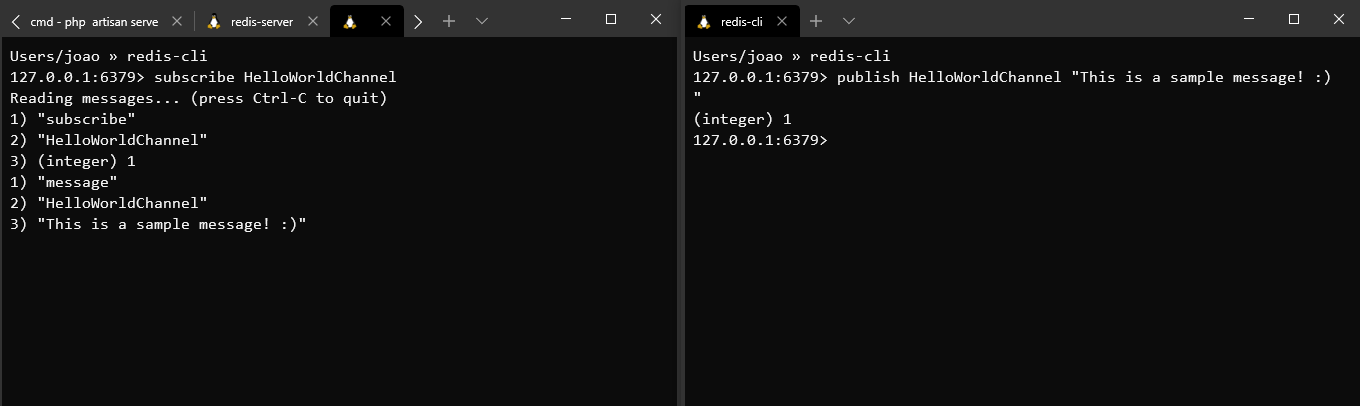 cmd - php artisan serve
redis-server
Users/joao » redis-cli
127.0.0.1:6379> subscribe HelloWorldChannel
Reading messages... (press Ctrl-C to quit)
1) "subscribe"
2) "HelloWorldChannel"
3) (integer) 1
1) "message"
2) "HelloWorldChannel"
3) "This is a sample message! :)"
redis-cli
Users/joao » redis-cli
127.0.0.1:6379> publish HelloWorldChannel "This is a sample message! :)
"
(integer) 1
127.0.0.1:6379>